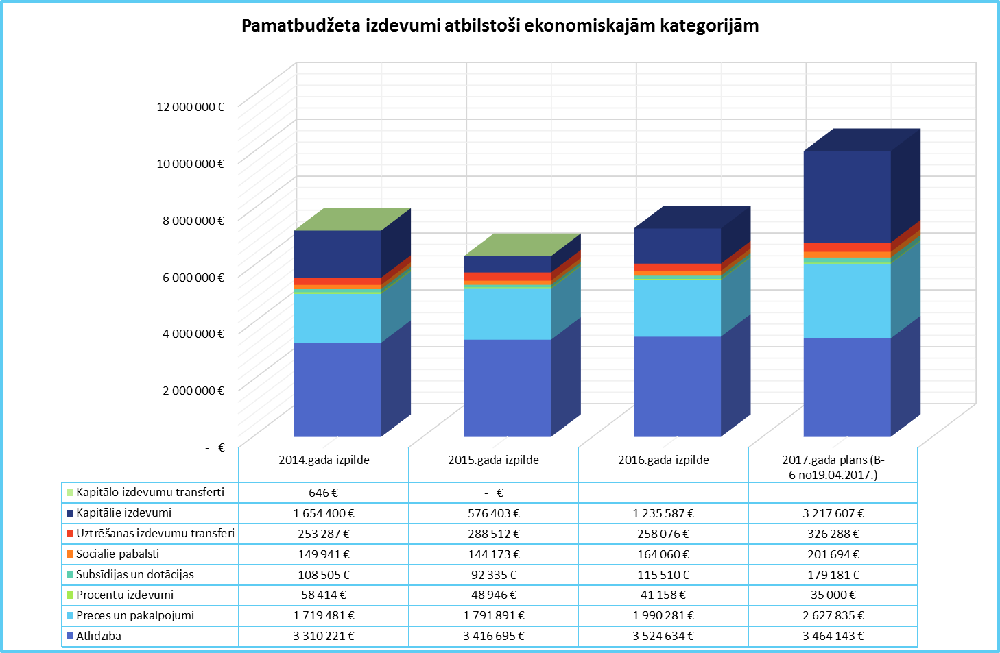 Pamatbudžeta izdevumi atbilstoši ekonomiskajām kategorijām
12 000 000 €
10 000 000 €
8 000 000 €
6 000 000 €
4 000 000 €
2 000 000 €
- €
2014.gada izpilde 2015.gada izpilde 2016.gada izpilde 2017.gada plāns (B-
6 no19.04.2017.)
Kapitālo izdevumu transferti 646 € - €
Kapitālie izdevumi 1 654 400 € 576 403 € 1 235 587 € 3 217 607 €
Uztrēšanas izdevumu transferi 253 287 € 288 512 € 258 076 € 326 288 €
Sociālie pabalsti 149 941 € 144 173 € 164 060 € 201 694 €
Subsīdijas un dotācijas 108 505 € 92 335 € 115 510 € 179 181 €
Procentu izdevumi 58 414 € 48 946 € 41 158 € 35 000 €
Preces un pakalpojumi 1 719 481 € 1 791 891 € 1 990 281 € 2 627 835 €
Atlīdzība 3 310 221 € 3 416 695 € 3 524 634 € 3 464 143 €